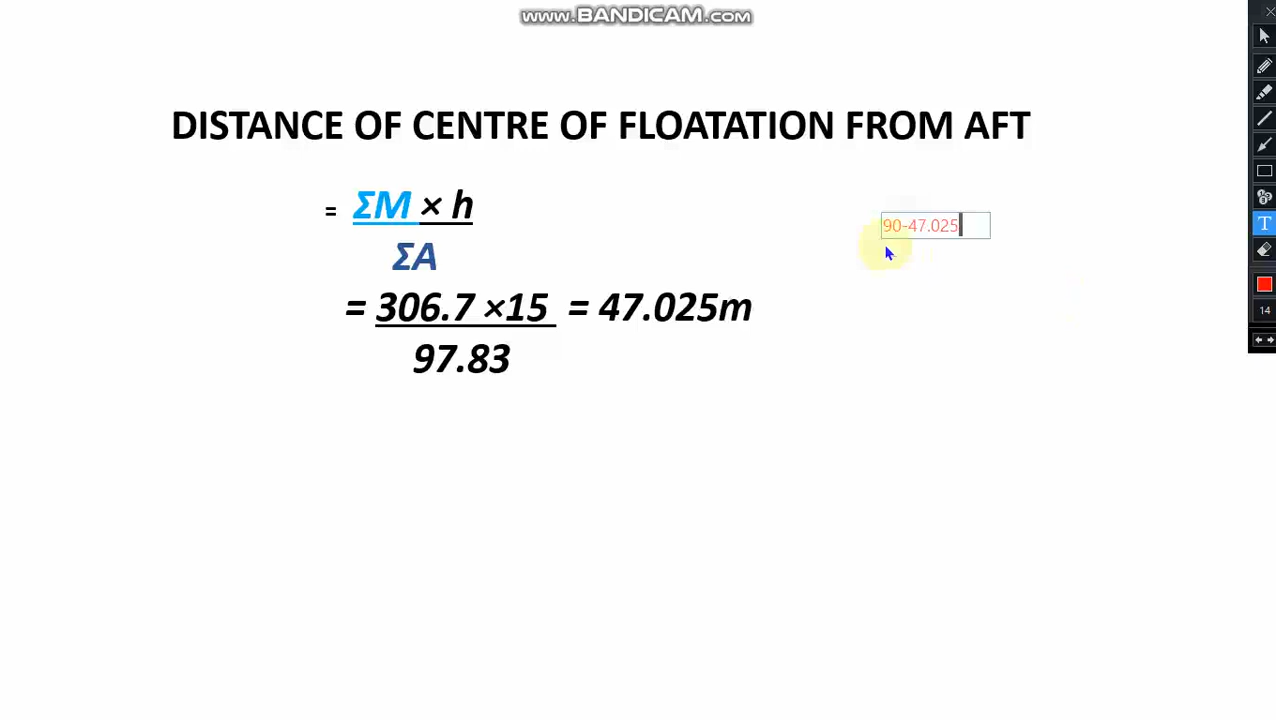 www.BANDICAM.com
DISTANCE OF CENTRE OF FLOATATION FROM AFT
= ΣM × h
ΣA
90-47.025
= 306.7 ×15 = 47.025m
97.83
14